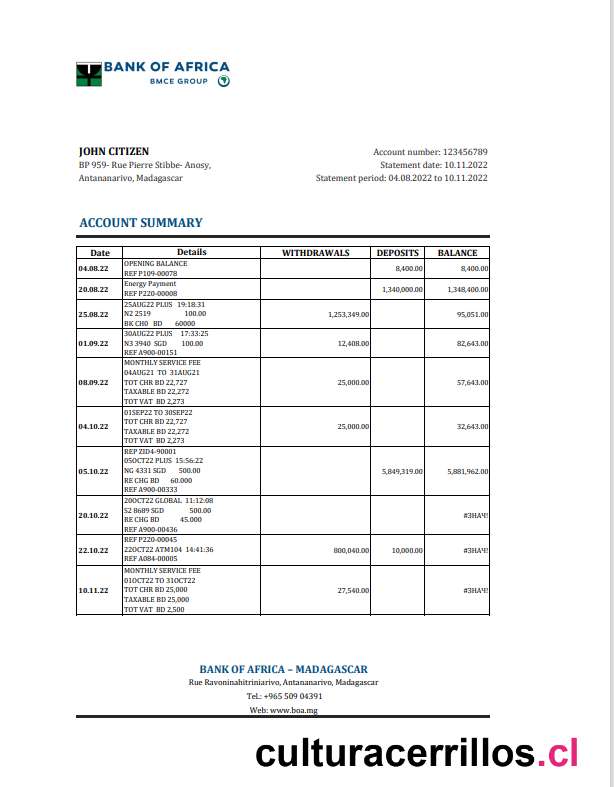 BANK OF AFRICA
BMCE GROUP
JOHN CITIZEN
BP 959- Rue Pierre Stibbe- Anosy,
Antananarivo, Madagascar
Account number: 123456789
Statement date: 10.11.2022
Statement period: 04.08.2022 to 10.11.2022
ACCOUNT SUMMARY
Date Details WITHDRAWALS DEPOSITS BALANCE
OPENING BALANCE
04.08.22 8,400.00 8,400.00
REF P109-00078
Energy Payment
20.08.22 1,340,000.00 1,348,400.00
REF P220-00008
25AUG22 PLUS 19:18:31
25.08.22 N2 2519 100.00 1,253,349.00 95,051.00
BK CH0 BD 60000
30AUG22 PLUS 17:33:25
01.09.22 N3 3940 SGD 100.00 12,408.00 82,643.00
REF A900-00151
MONTHLY SERVICE FEE
04AUG21 TO 31AUG21
08.09.22 TOT CHR BD 22,727 25,000.00 57,643.00
TAXABLE BD 22,272
TOT VAT BD 2,273
01SEP22 TO 30SEP22
TOT CHR BD 22,727
04.10.22 25,000.00 32,643.00
TAXABLE BD 22,272
TOT VAT BD 2,273
REP ZID4-90001
05OCT22 PLUS 15:56:22
05.10.22 NG 4331 SGD 500.00 5,849,319.00 5,881,962.00
RE CHG BD 60.000
REF A900-00333
20OCT22 GLOBAL 11:12:08
S2 8689 SGD 500.00
20.10.22 #ЗНАЧ!
RE CHG BD 45.000
REF A900-00436
REF P220-00045
22.10.22 22OCT22 ATM104 14:41:36 800,040.00 10,000.00 #ЗНАЧ!
REF A084-00005
MONTHLY SERVICE FEE
01OCT22 TO 31OCT22
10.11.22 TOT CHR BD 25,000 27,540.00 #ЗНАЧ!
TAXABLE BD 25,000
TOT VAT BD 2,500
BANK OF AFRICA – MADAGASCAR
Rue Ravoninahitriniarivo, Antananarivo, Madagascar
Tel.: +965 509 04391
Web: www.boa.mg
culturacerrillos.cl